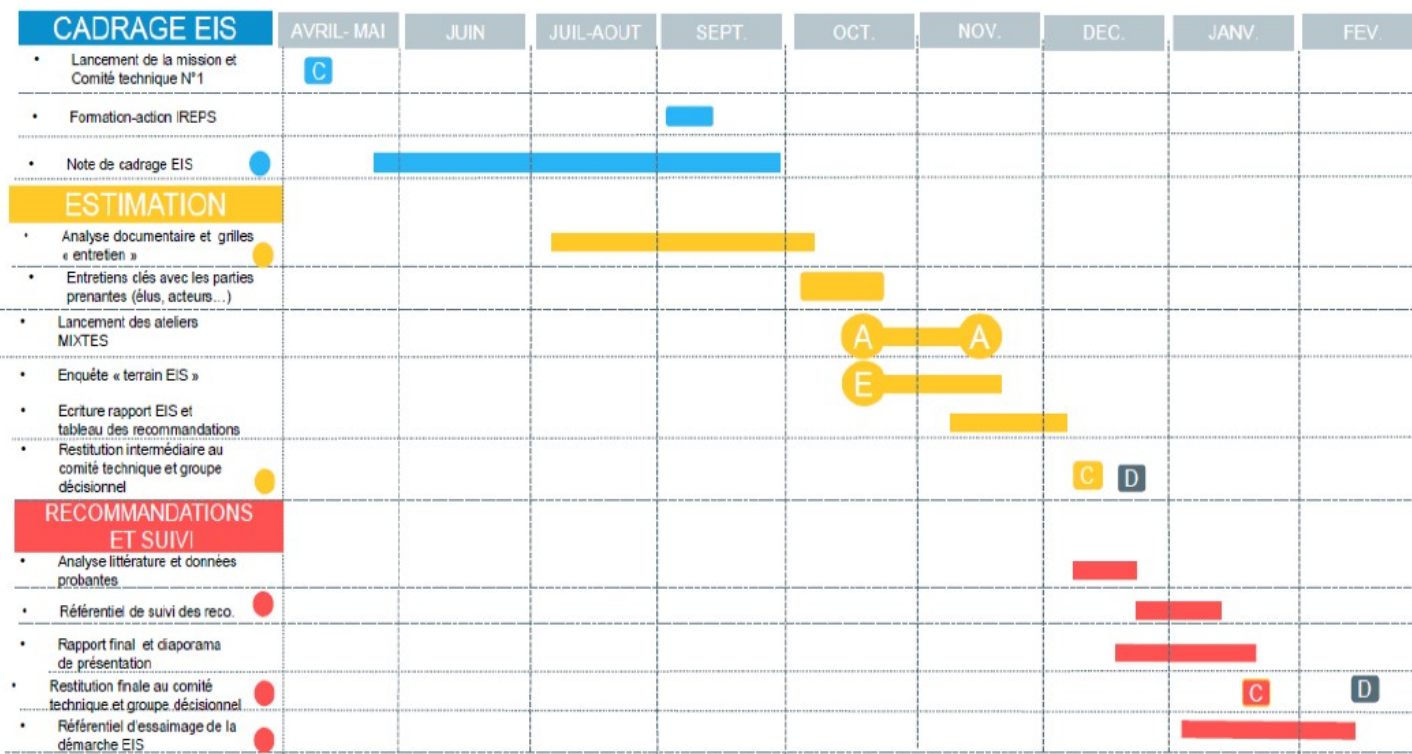 CADRAGE EIS
AVRIL- MAI
JUIN
JUIL-AOUT
SEPT.
OCT.
NOV.
DEC.
JANV.
FEV.
• Lancement de la mission et
Comité technique N°1
C
• Formation-action IREPS
• Note de cadrage EIS
ESTIMATION
• Analyse documentaire et grilles
« entretien »
• Entretiens clés avec les parties
prenantes (élus, acteurs…)
• Lancement des ateliers
MIXTES
A
A
• Enquête « terrain EIS »
E
• Ecriture rapport EIS et
tableau des recommandations
• Restitution intermédiaire au
comité technique et groupe
décisionnel
C
D
RECOMMANDATIONS
ET SUIVI
• Analyse littérature et données
probantes
• Référentiel de suivi des reco.
• Rapport final et diaporama
de présentation
• Restitution finale au comité
technique et groupe décisionnel
C
D
• Référentiel d'essaimage de la
démarche EIS